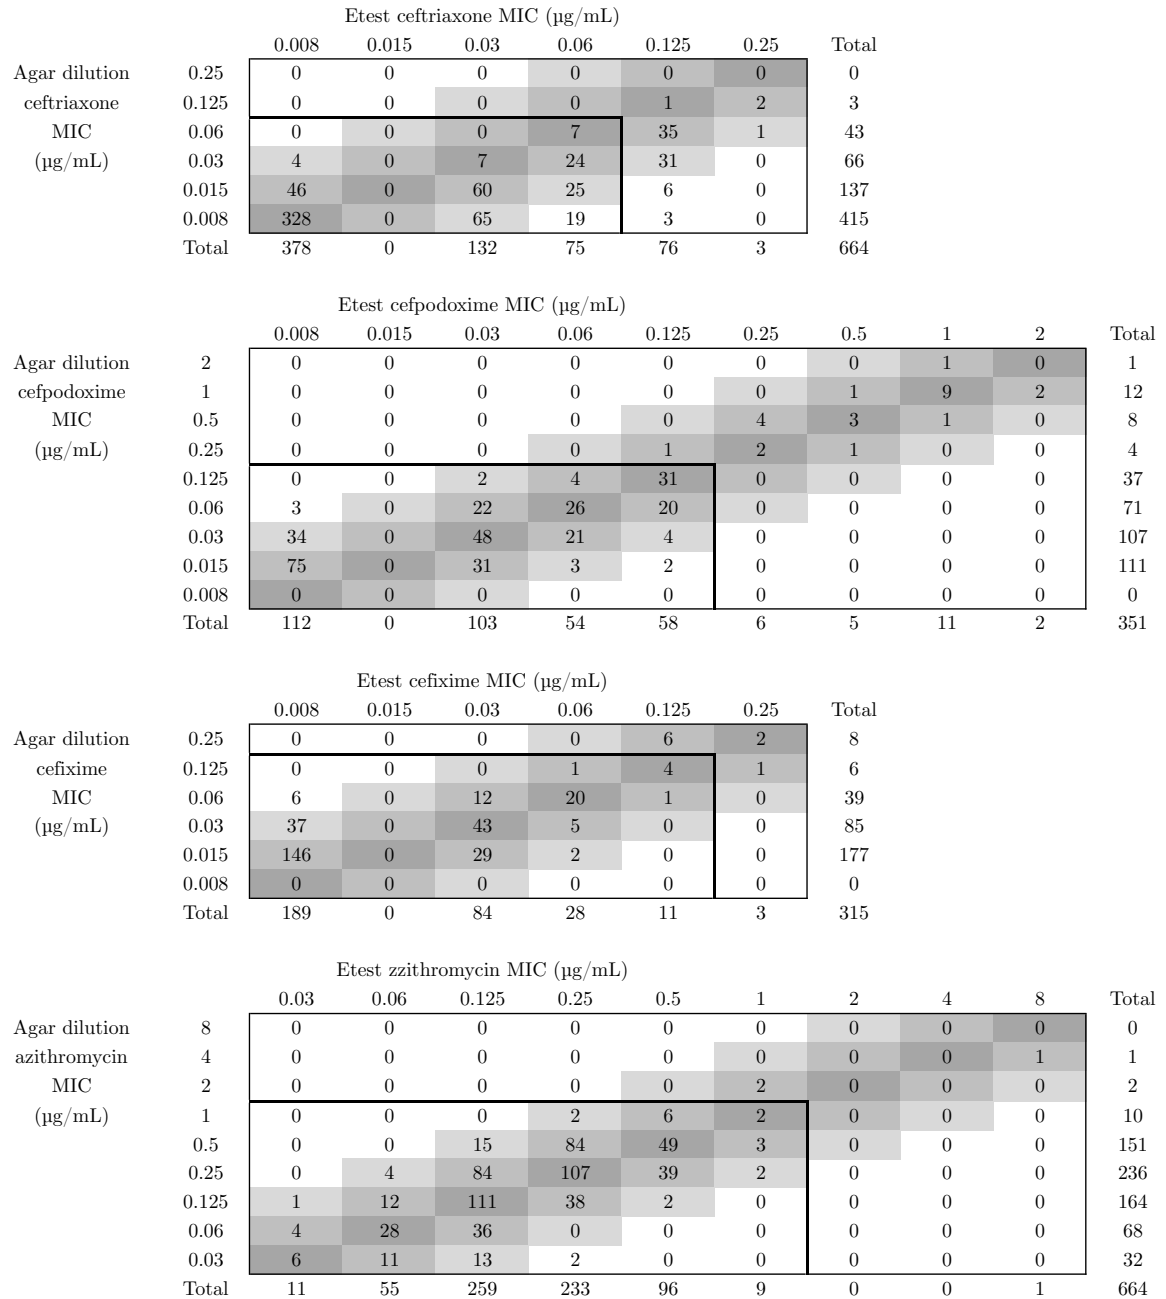 Etest ceftriaxone MIC (µg/mL)
0.008 0.015 0.03 0.06 0.125 0.25 Total
Agar dilution 0.25 0 0 0 0 0 0 0
ceftriaxone 0.125 0 0 0 0 1 2 3
MIC 0.06 0 0 0 7 35 1 43
(µg/mL) 0.03 4 0 7 24 31 0 66
0.015 46 0 60 25 6 0 137
0.008 328 0 65 19 3 0 415
Total 378 0 132 75 76 3 664
Etest cefpodoxime MIC (µg/mL)
0.008 0.015 0.03 0.06 0.125 0.25 0.5 1 2 Total
Agar dilution 2 0 0 0 0 0 0 0 1 0 1
cefpodoxime 1 0 0 0 0 0 0 1 9 2 12
MIC 0.5 0 0 0 0 0 4 3 1 0 8
(µg/mL) 0.25 0 0 0 0 1 2 1 0 0 4
0.125 0 0 2 4 31 0 0 0 0 37
0.06 3 0 22 26 20 0 0 0 0 71
0.03 34 0 48 21 4 0 0 0 0 107
0.015 75 0 31 3 2 0 0 0 0 111
0.008 0 0 0 0 0 0 0 0 0 0
Total 112 0 103 54 58 6 5 11 2 351
Etest cefixime MIC (µg/mL)
0.008 0.015 0.03 0.06 0.125 0.25 Total
Agar dilution 0.25 0 0 0 0 6 2 8
cefixime 0.125 0 0 0 1 4 1 6
MIC 0.06 6 0 12 20 1 0 39
(µg/mL) 0.03 37 0 43 5 0 0 85
0.015 146 0 29 2 0 0 177
0.008 0 0 0 0 0 0 0
Total 189 0 84 28 11 3 315
Etest zzithromycin MIC (µg/mL)
0.03 0.06 0.125 0.25 0.5 1 2 4 8 Total
Agar dilution 8 0 0 0 0 0 0 0 0 0 0
azithromycin 4 0 0 0 0 0 0 0 0 1 1
MIC 2 0 0 0 0 0 2 0 0 0 2
(µg/mL) 1 0 0 0 2 6 2 0 0 0 10
0.5 0 0 15 84 49 3 0 0 0 151
0.25 0 4 84 107 39 2 0 0 0 236
0.125 1 12 111 38 2 0 0 0 0 164
0.06 4 28 36 0 0 0 0 0 0 68
0.03 6 11 13 2 0 0 0 0 0 32
Total 11 55 259 233 96 9 0 0 1 664